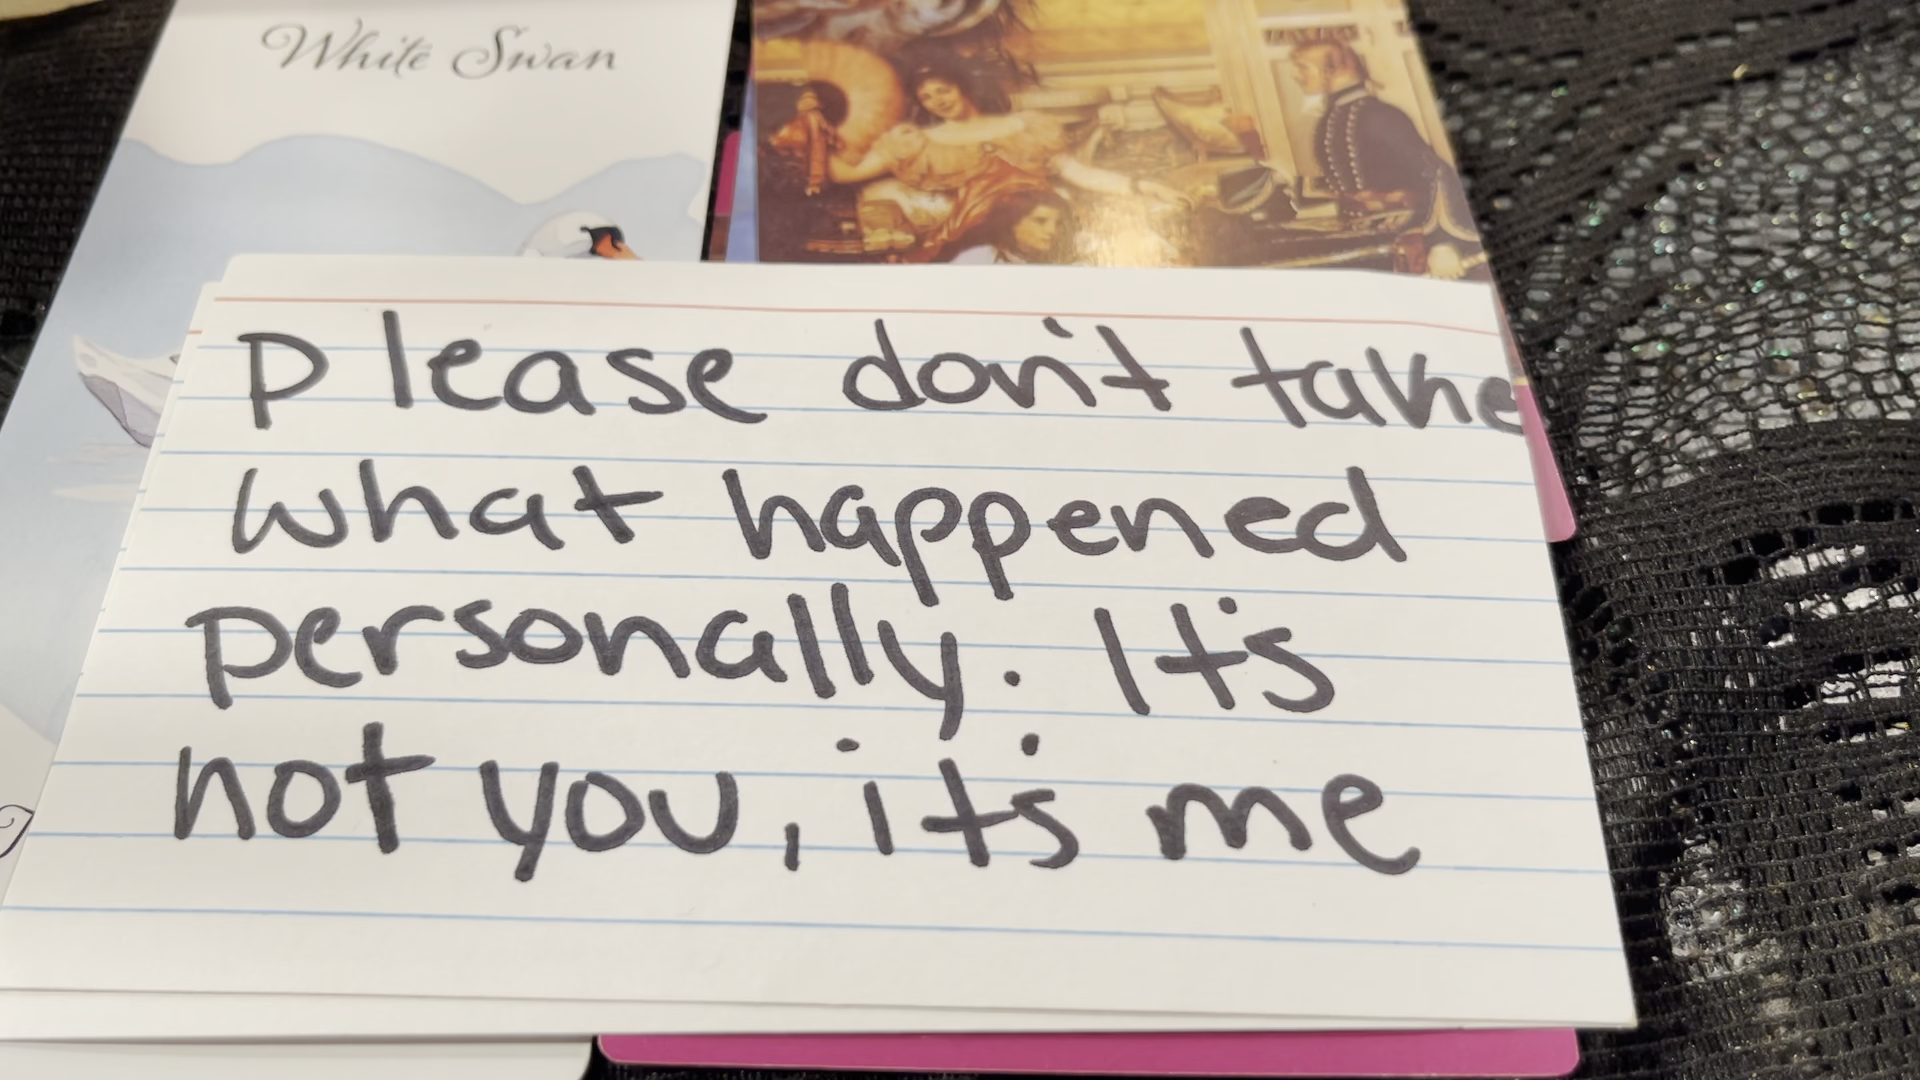 White Swan
please don't take
what happened
personally. It's
not you, it's me